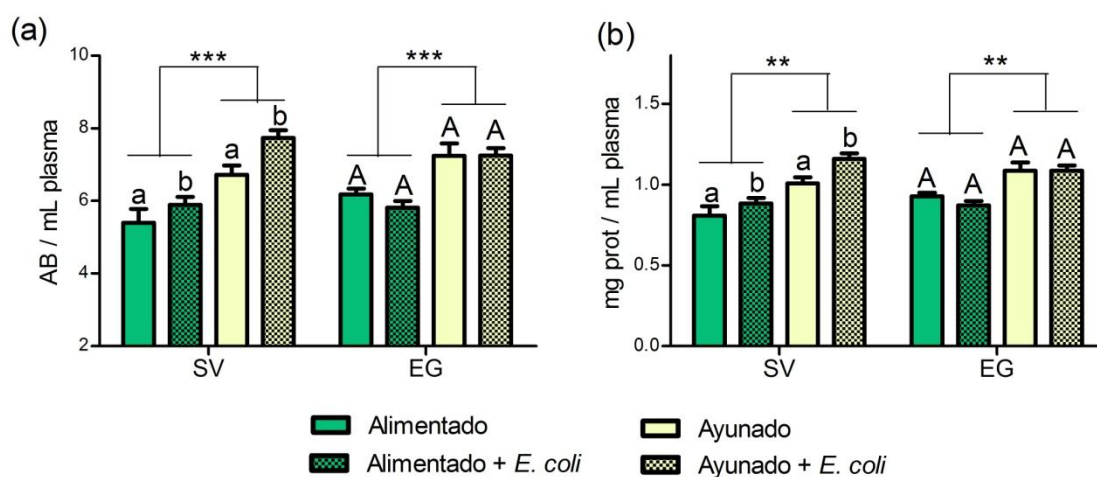 (a)
AB / mL plasma
10
8
6
4
2
***
***
a
b
a
b
A
A
A
A
SV
EG
(b)
mg prot / mL plasma
1.5
1.0
0.5
0.0
**
**
a
b
a
b
A
A
A
A
SV
EG
Alimentado
Ayunado
Alimentado + E. coli
Ayunado + E. coli